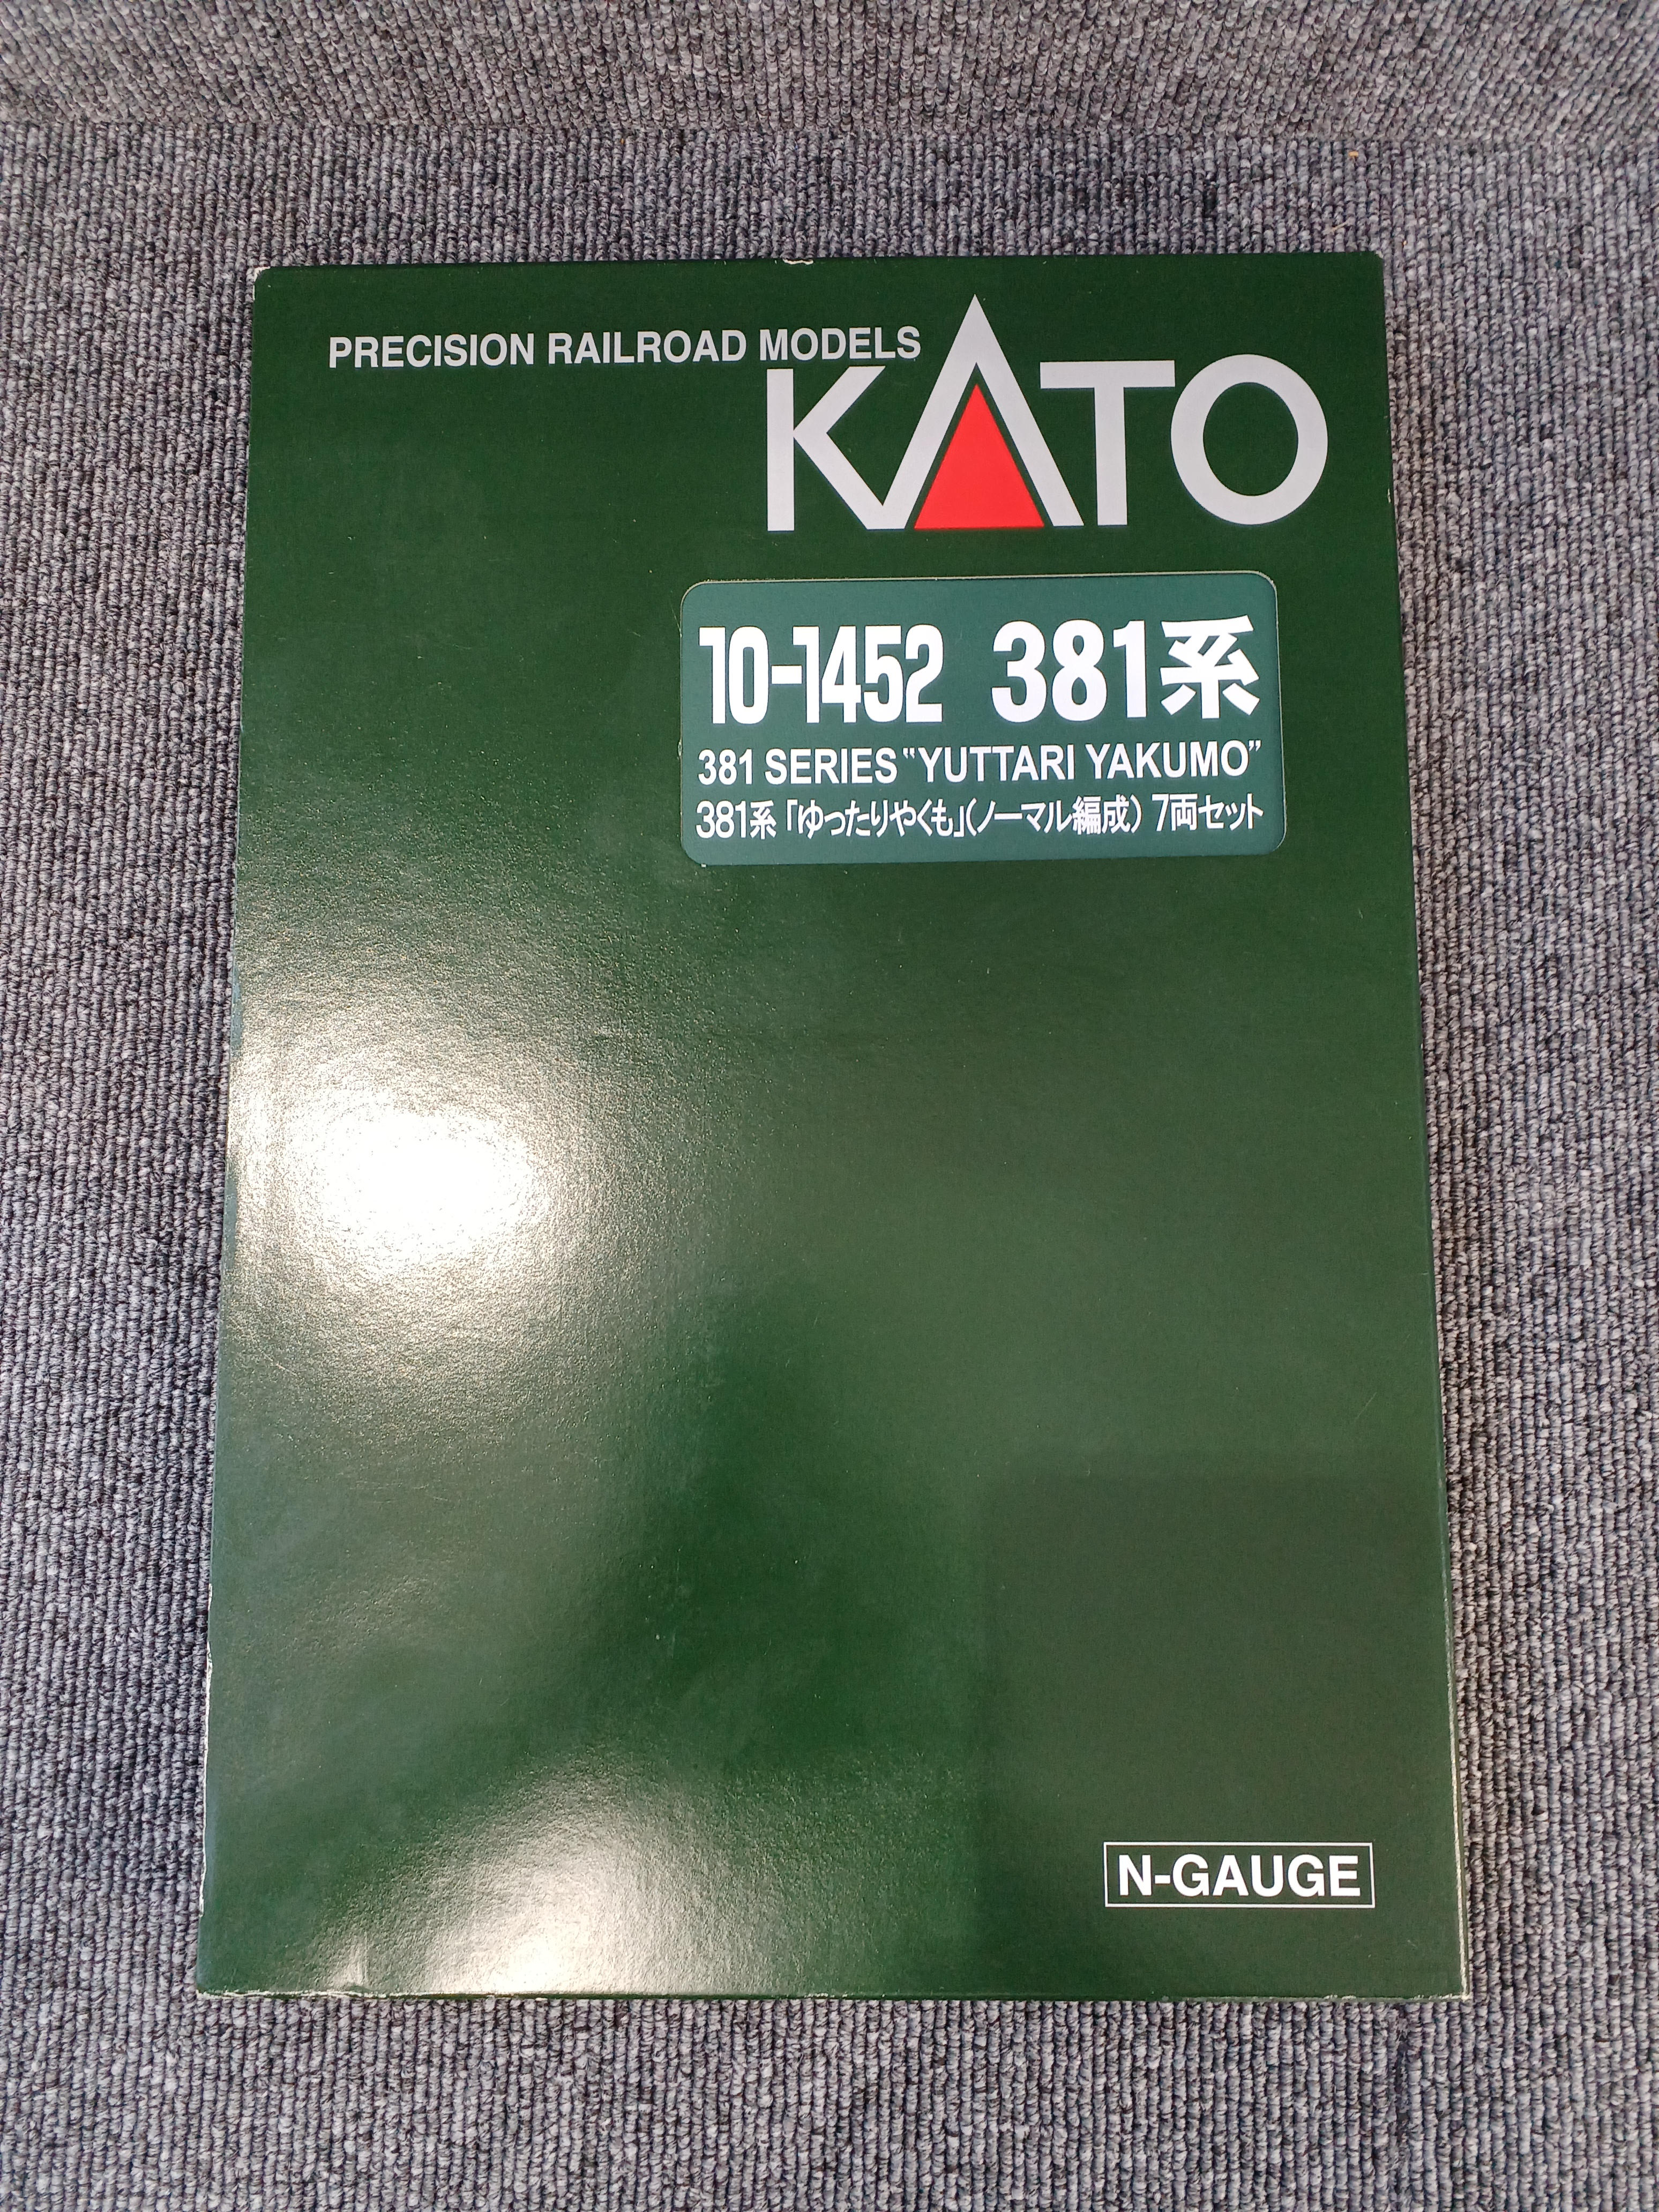 PRECISION RAILROAD MODELS
KATO
10-1452 381系
381 SERIES "YUTTARI YAKUMO"
381系「ゆったりやくも」(ノーマル編成) 7両セット
N-GAUGE